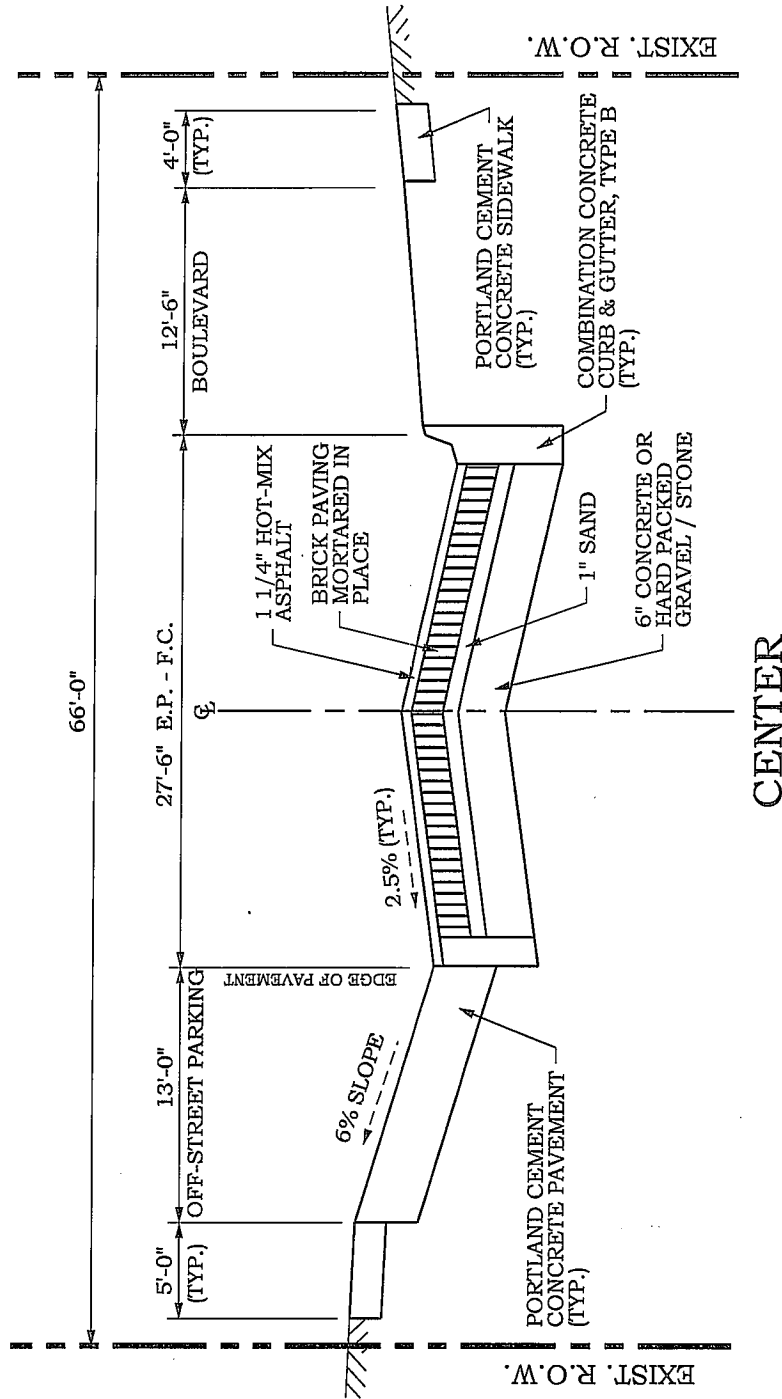 66'-0"
5'-0"
(TYP.)
13'-0"
OFF-STREET PARKING
27'-6" E.P. - F.C.
12'-6"
BOULEVARD
4'-0"
(TYP.)
℄
EDGE OF PAVEMENT
6% SLOPE
2.5% (TYP.)
1 1/4" HOT-MIX
ASPHALT
BRICK PAVING
MORTARED IN
PLACE
PORTLAND CEMENT
CONCRETE SIDEWALK
(TYP.)
PORTLAND CEMENT
CONCRETE PAVEMENT
(TYP.)
1" SAND
6" CONCRETE OR
HARD PACKED
GRAVEL / STONE
COMBINATION CONCRETE
CURB & GUTTER, TYPE B
(TYP.)
EXIST. R.O.W.
EXIST. R.O.W.
CENTER